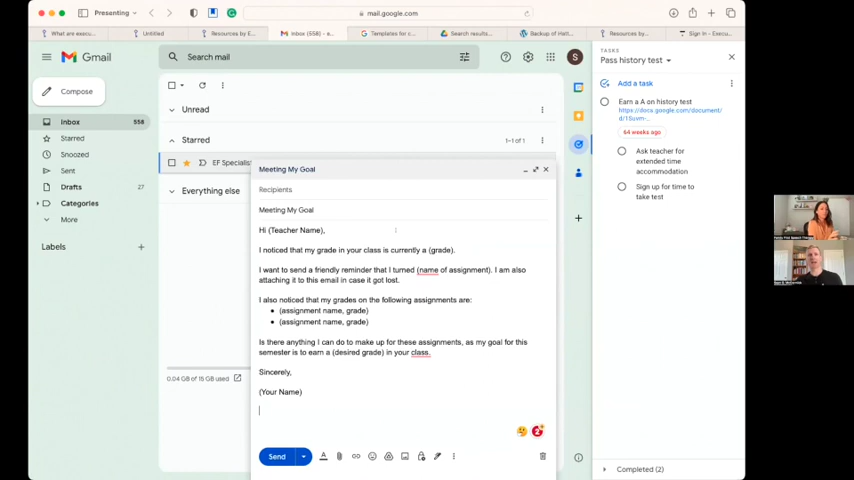 Presenting
mail.google.com
What are execu...
Untitled
Resources by E...
Inbox (558) - a...
Templates for c...
Search results...
Backup of Hatt...
Resources by...
Sign in - Execu...
Gmail
Search mail
TASKS
Pass history test
Compose
Add a task
Inbox
558
Starred
Snoozed
Sent
Drafts
27
Categories
More
Labels
Unread
Starred
1–1 of 1
EF Specialis
Everything else
0.04 GB of 15 GB used
Meeting My Goal
Recipients
Meeting My Goal
Hi (Teacher Name),
I noticed that my grade in your class is currently a (grade).
I want to send a friendly reminder that I turned (name of assignment). I am also
attaching it to this email in case it got lost.
I also noticed that my grades on the following assignments are:
(assignment name, grade)
(assignment name, grade)
Is there anything I can do to make up for these assignments, as my goal for this
semester is to earn a (desired grade) in your class.
Sincerely,
(Your Name)
2
Send
Earn a A on history test
https://docs.google.com/document/
64 weeks ago
Ask teacher for
extended time
accommodation
Sign up for time to
take test
Completed (2)
S